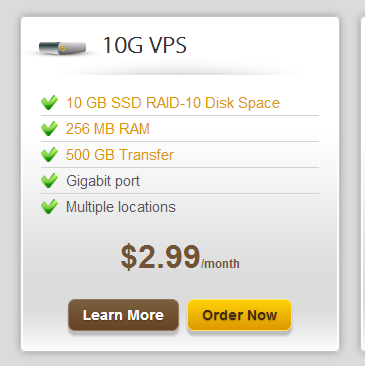 10G VPS
10 GB SSD RAID-10 Disk Space
256 MB RAM
500 GB Transfer
Gigabit port
Multiple locations
$2.99/month
Learn More
Order Now